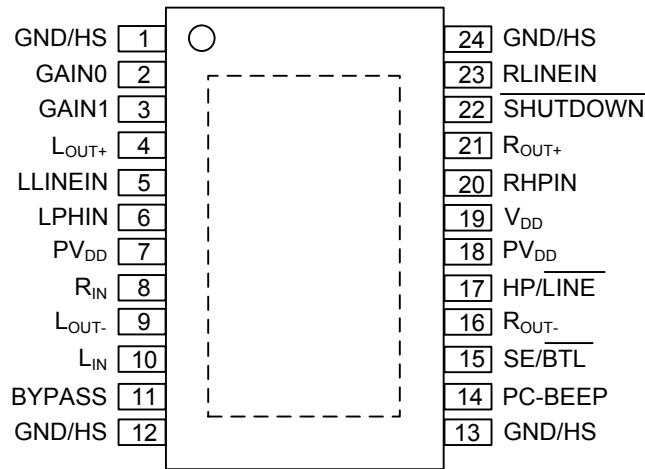 GND/HS 1 24 GND/HS
GAIN0 2 23 RLINEIN
GAIN1 3 22 SHUTDOWN
LOUT+ 4 21 ROUT+
LLINEIN 5 20 RHPIN
LPHIN 6 19 VDD
PVDD 7 18 PVDD
RIN 8 17 HP/LINE
LOUT- 9 16 ROUT-
LIN 10 15 SE/BTL
BYPASS 11 14 PC-BEEP
GND/HS 12 13 GND/HS